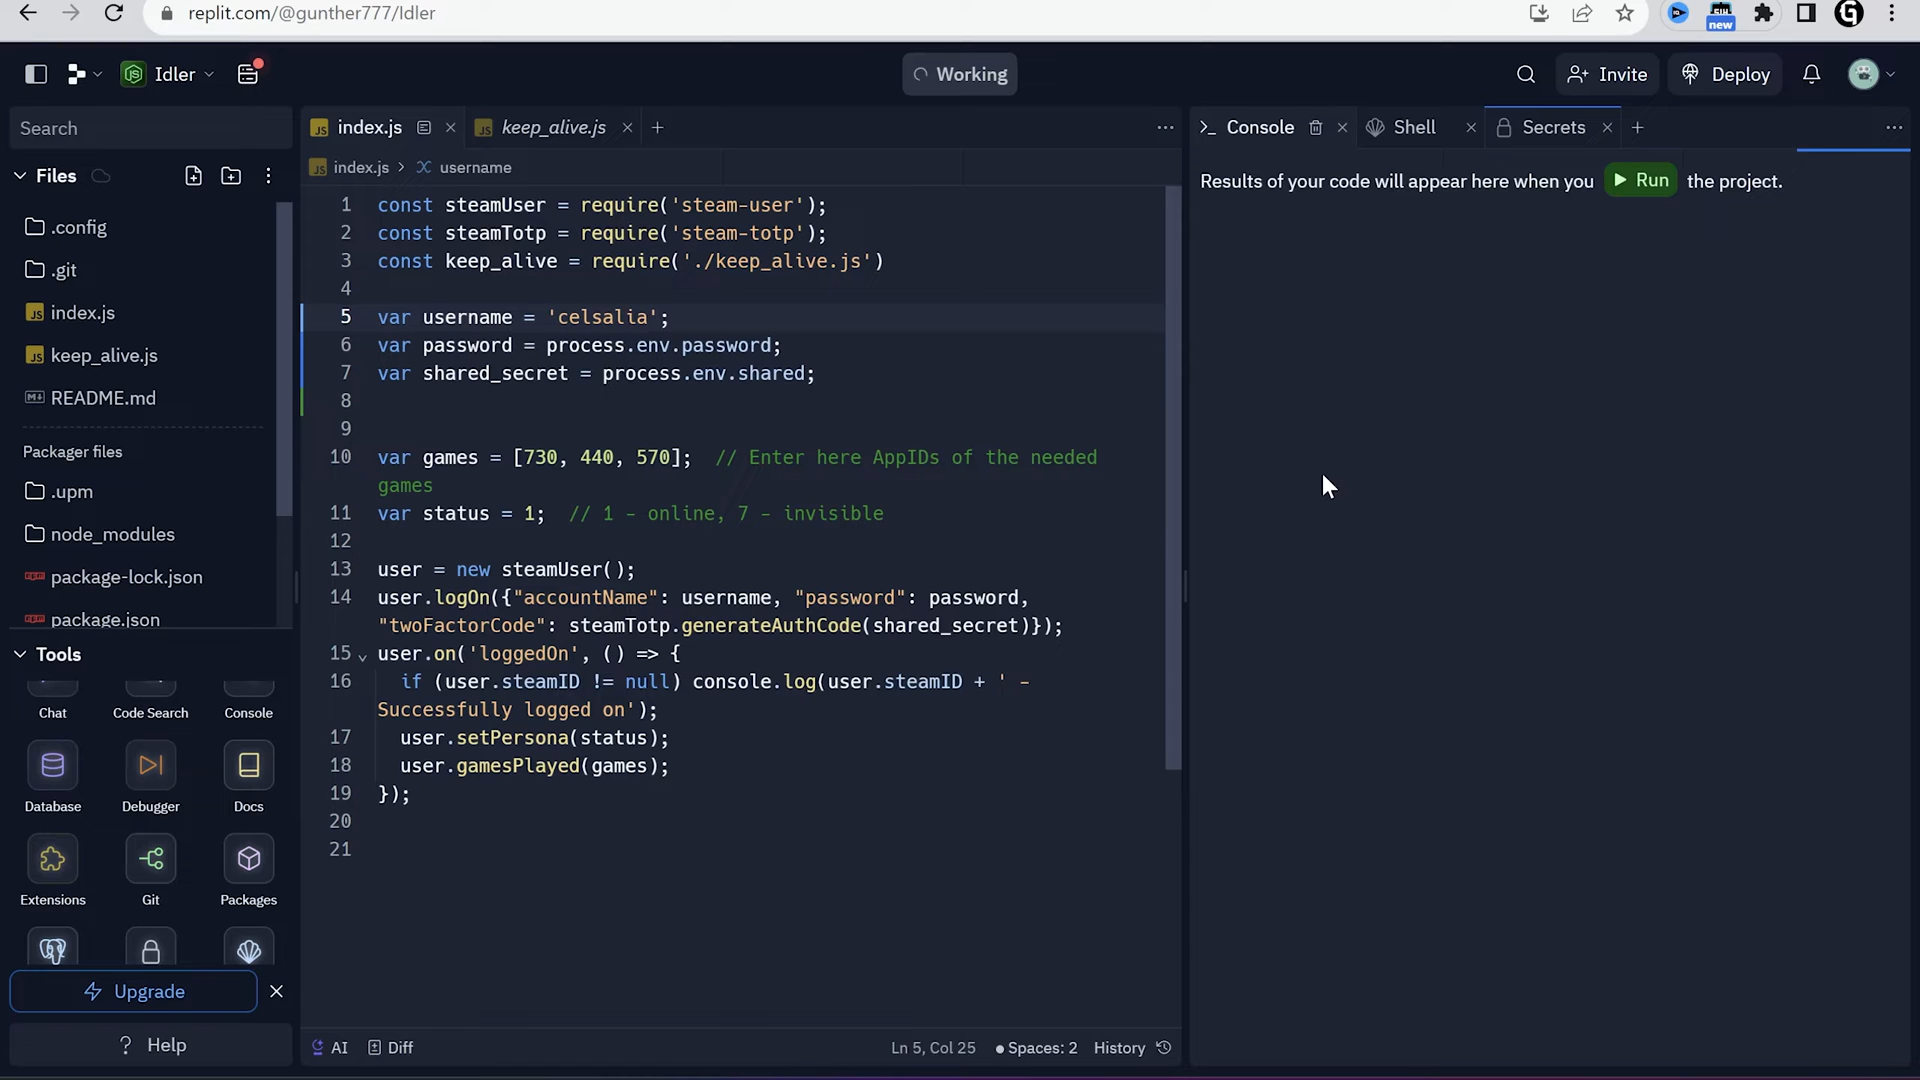 replit.com/@gunther777/Idler
new
Idler
Working
Invite
Deploy
Search
Files
.config
.git
index.js
keep_alive.js
README.md
Packager files
.upm
node_modules
package-lock.json
package.json
Tools
Chat
Code Search
Console
Database
Debugger
Docs
Extensions
Git
Packages
Upgrade
? Help
JS index.js
JS keep_alive.js
JS index.js > username
1 const steamUser = require('steam-user');
2 const steamTotp = require('steam-totp');
3 const keep_alive = require('./keep_alive.js')
4
5 var username = 'celsalia';
6 var password = process.env.password;
7 var shared_secret = process.env.shared;
8
9
10 var games = [730, 440, 570];  // Enter here AppIDs of the needed
games
11 var status = 1;  // 1 - online, 7 - invisible
12
13 user = new steamUser();
14 user.logOn({"accountName": username, "password": password,
"twoFactorCode": steamTotp.generateAuthCode(shared_secret)});
15 user.on('loggedOn', () => {
16 if (user.steamID != null) console.log(user.steamID + ' -
Successfully logged on');
17 user.setPersona(status);
18 user.gamesPlayed(games);
19 });
20
21
AI Diff
Ln 5, Col 25 Spaces: 2 History
Console
Shell
Secrets
Results of your code will appear here when you Run the project.